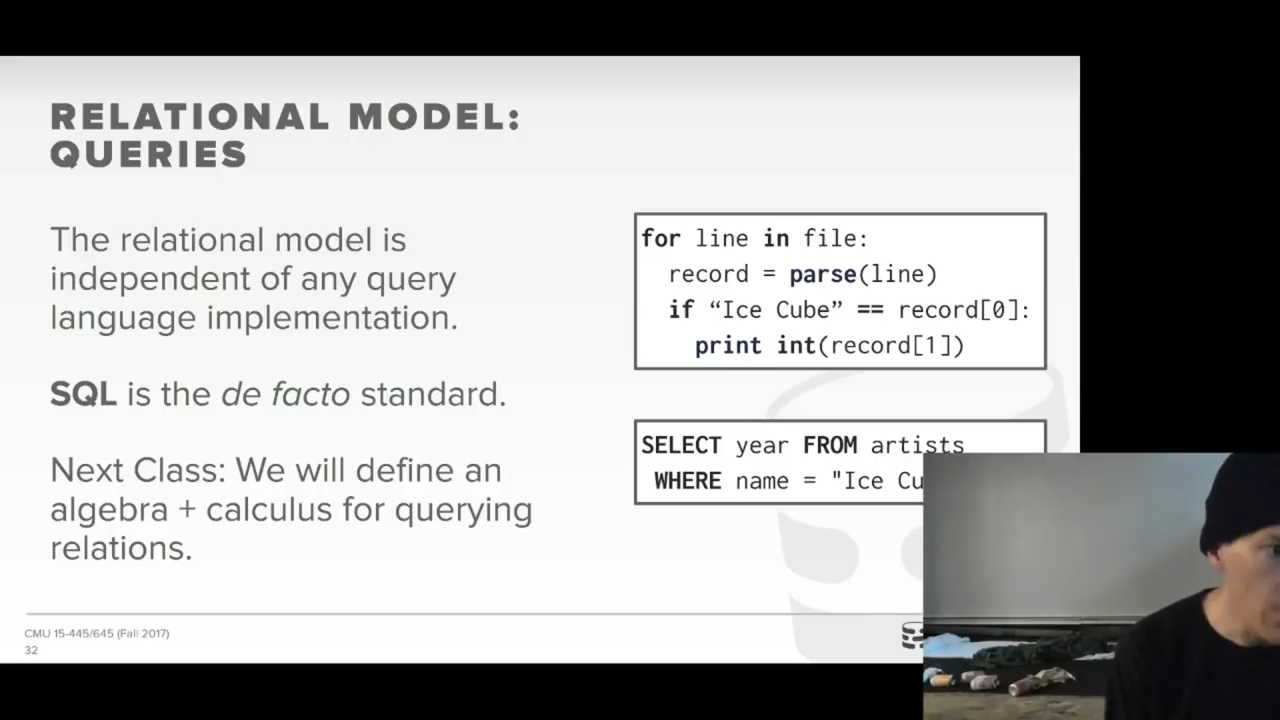 RELATIONAL MODEL:
QUERIES
The relational model is
independent of any query
language implementation.
SQL is the de facto standard.
Next Class: We will define an
algebra + calculus for querying
relations.
for line in file:
record = parse(line)
if “Ice Cube” == record[0]:
print int(record[1])
SELECT year FROM artists
WHERE name = "Ice Cu
CMU 15-445/645 (Fall 2017)
32